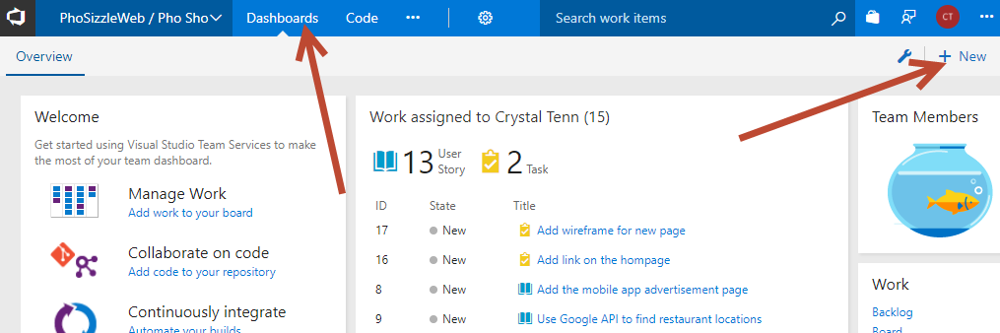 PhoSizzleWeb / Pho Sho
Dashboards
Code
Search work items
CT
Overview
New
Welcome
Get started using Visual Studio Team Services to make
the most of your team dashboard.
Manage Work
Add work to your board
Collaborate on code
Add code to your repository
Continuously integrate
Automate your builds
Work assigned to Crystal Tenn (15)
13 User
Story
2 Task
ID State Title
17 New Add wireframe for new page
16 New Add link on the hompage
8 New Add the mobile app advertisement page
9 New Use Google API to find restaurant locations
Team Members
Work
Backlog
Board